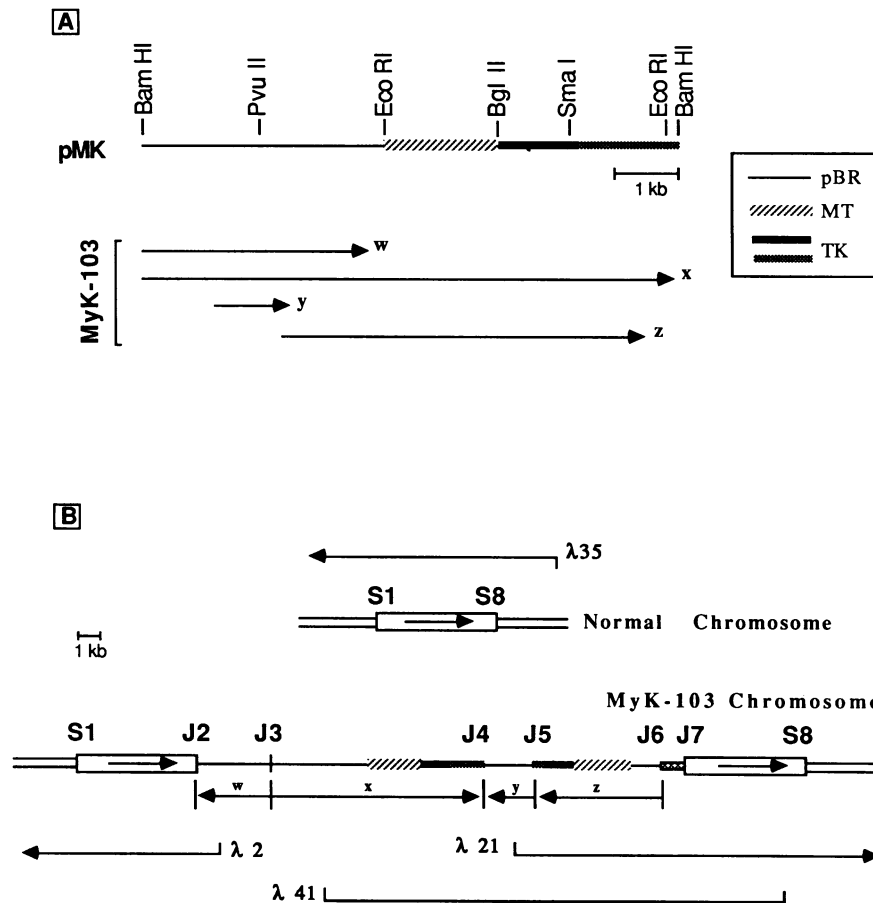 A
Bam HI
Pvu II
Eco RI
Bgl II
Sma I
Eco RI
Bam HI
pMK
1 kb
pBR
MT
TK
MyK-103
w
x
y
z
B
λ35
S1 S8
Normal Chromosome
1 kb
MyK-103 Chromosome
S1 J2 J3 J4 J5 J6 J7 S8
w x y z
λ 2 λ 21
λ 41